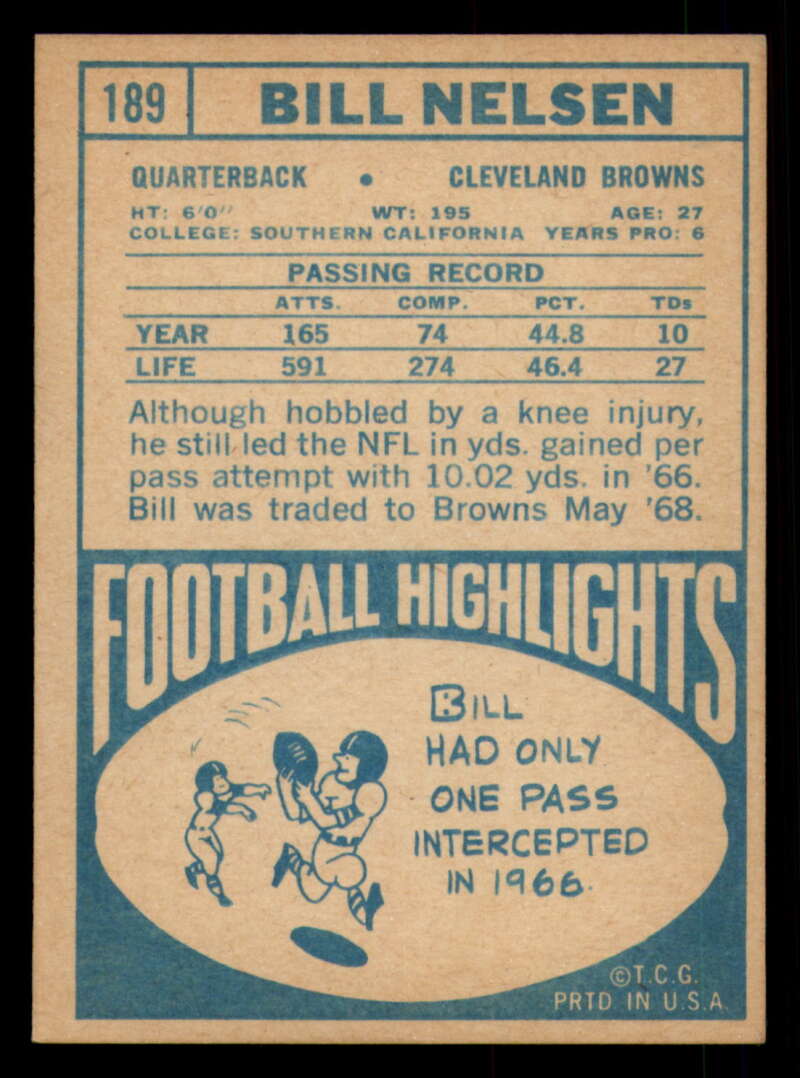 189 BILL NELSEN
QUARTERBACK • CLEVELAND BROWNS
HT: 6'0" WT: 195 AGE: 27
COLLEGE: SOUTHERN CALIFORNIA YEARS PRO: 6
PASSING RECORD
ATTS. COMP. PCT. TDs
YEAR 165 74 44.8 10
LIFE 591 274 46.4 27
Although hobbled by a knee injury,
he still led the NFL in yds. gained per
pass attempt with 10.02 yds. in '66.
Bill was traded to Browns May '68.
FOOTBALL HIGHLIGHTS
BILL
HAD ONLY
ONE PASS
INTERCEPTED
IN 1966.
©T.C.G.
PRTD IN U.S.A.